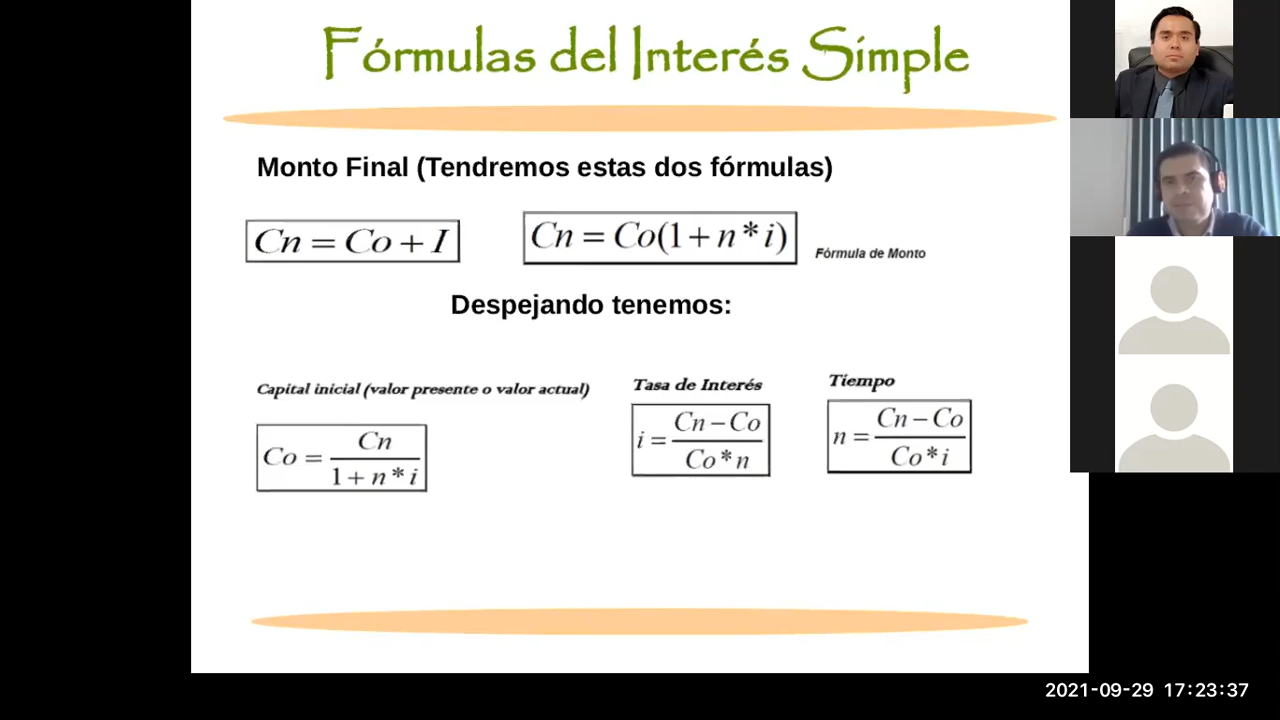 Fórmulas del Interés Simple
Monto Final (Tendremos estas dos fórmulas)
Cn = Co + I
Cn = Co(1 + n * i)
Fórmula de Monto
Despejando tenemos:
Capital inicial (valor presente o valor actual)
Co = Cn / 1 + n * i
Tasa de Interés
i = Cn − Co / Co * n
Tiempo
n = Cn − Co / Co * i
2021-09-29 17:23:37